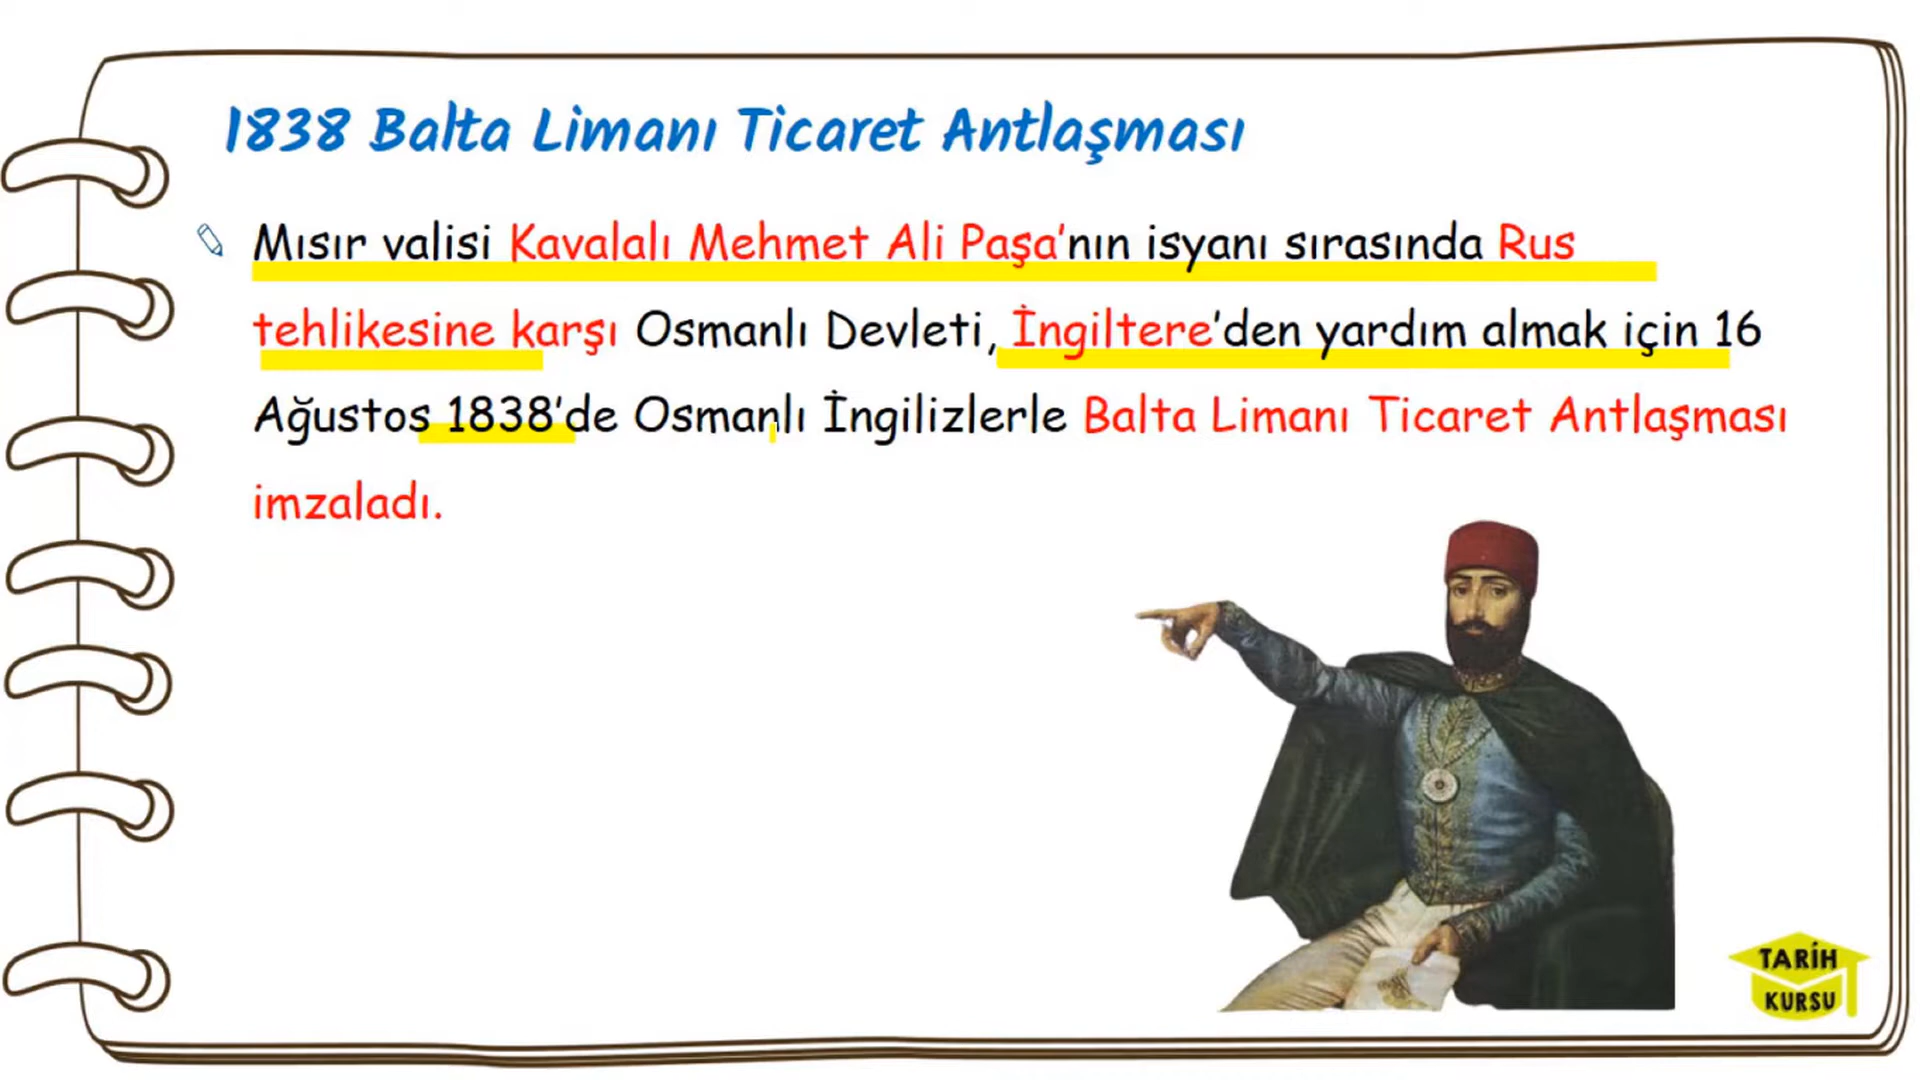 1838 Balta Limanı Ticaret Antlaşması
Mısır valisi Kavalalı Mehmet Ali Paşa'nın isyanı sırasında Rus
tehlikesine karşı Osmanlı Devleti, İngiltere'den yardım almak için 16
Ağustos 1838'de Osmanlı İngilizlerle Balta Limanı Ticaret Antlaşması
imzaladı.
TARİH
KURSU